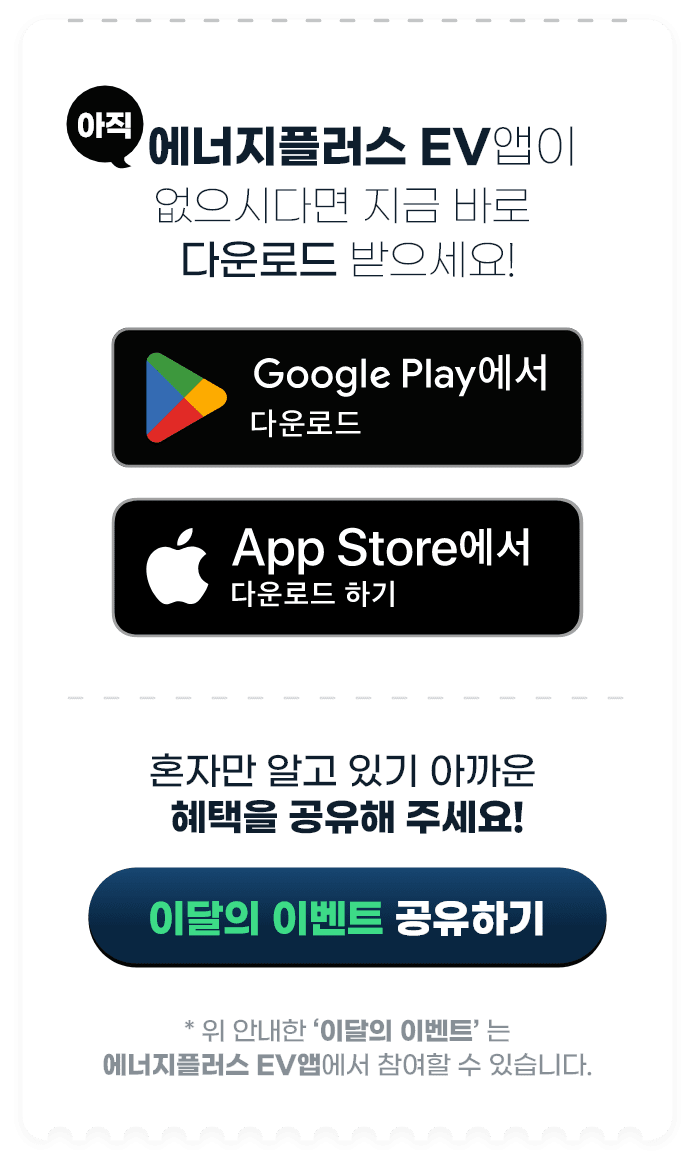 아직
에너지플러스 EV앱이
없으시다면 지금 바로
다운로드 받으세요!
Google Play에서
다운로드
App Store에서
다운로드 하기
혼자만 알고 있기 아까운
혜택을 공유해 주세요!
이달의 이벤트 공유하기
* 위 안내한 ‘이달의 이벤트’ 는
에너지플러스 EV앱에서 참여할 수 있습니다.